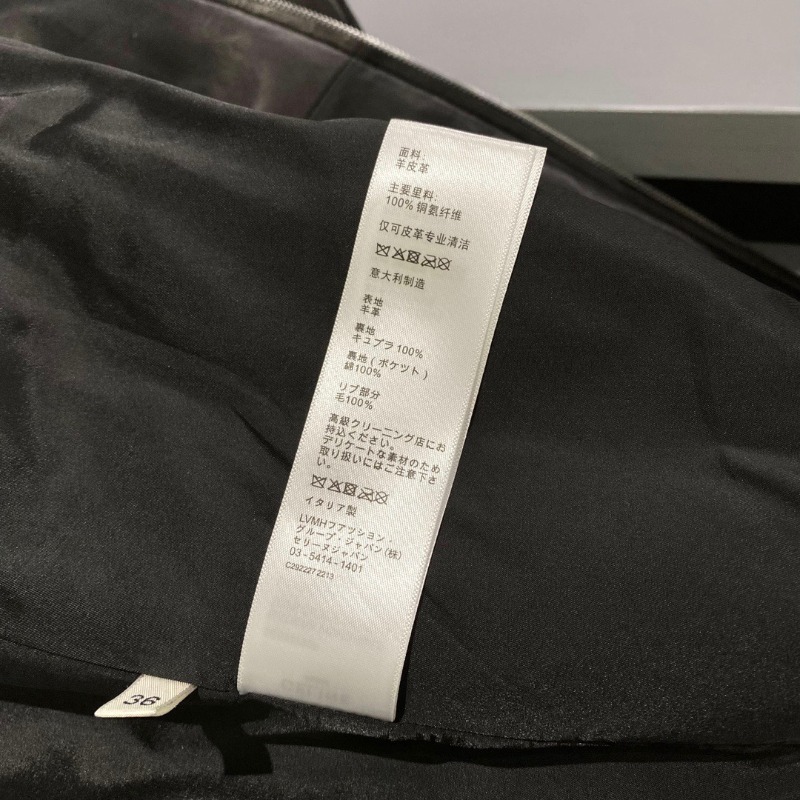 面料:
羊皮革
主要里料:
100% 铜氨纤维
仅可皮革专业清洁
意大利制造
表地
羊革
裏地
キュプラ 100%
裏地 ( ポケツト )
綿100%
リブ部分
毛100%
高級クリーニング店にお
持込ください。
デリケートな素材のため
取り扱いにはご注意下さ
い。
イタリア製
LVMHフアッション・
グループ・ジャパン(株)
セリーヌジャパン
03-5414-1401
C292227 2213
36